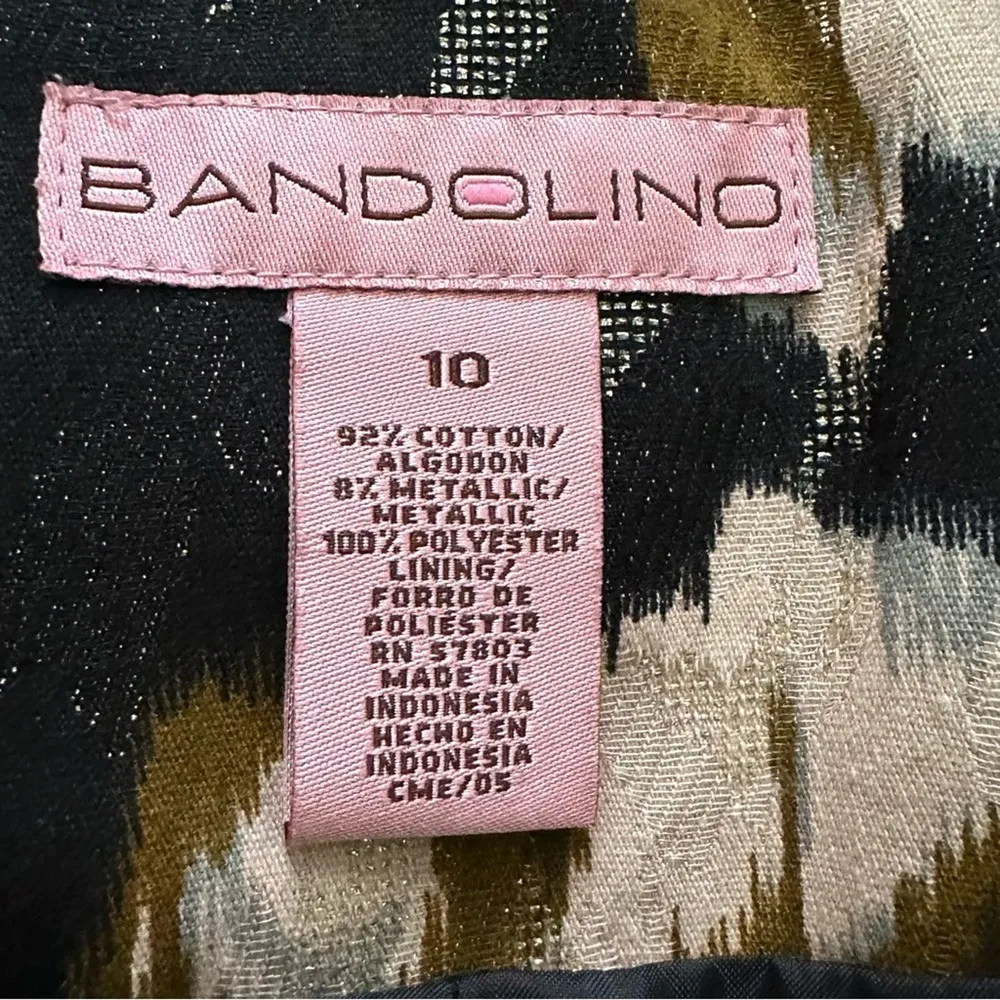 BANDOLINO
10
92% COTTON/
ALGODON
8% METALLIC/
METALLIC
100% POLYESTER
LINING/
FORRO DE
POLIESTER
RN 57803
MADE IN
INDONESIA
HECHO EN
INDONESIA
CME/05